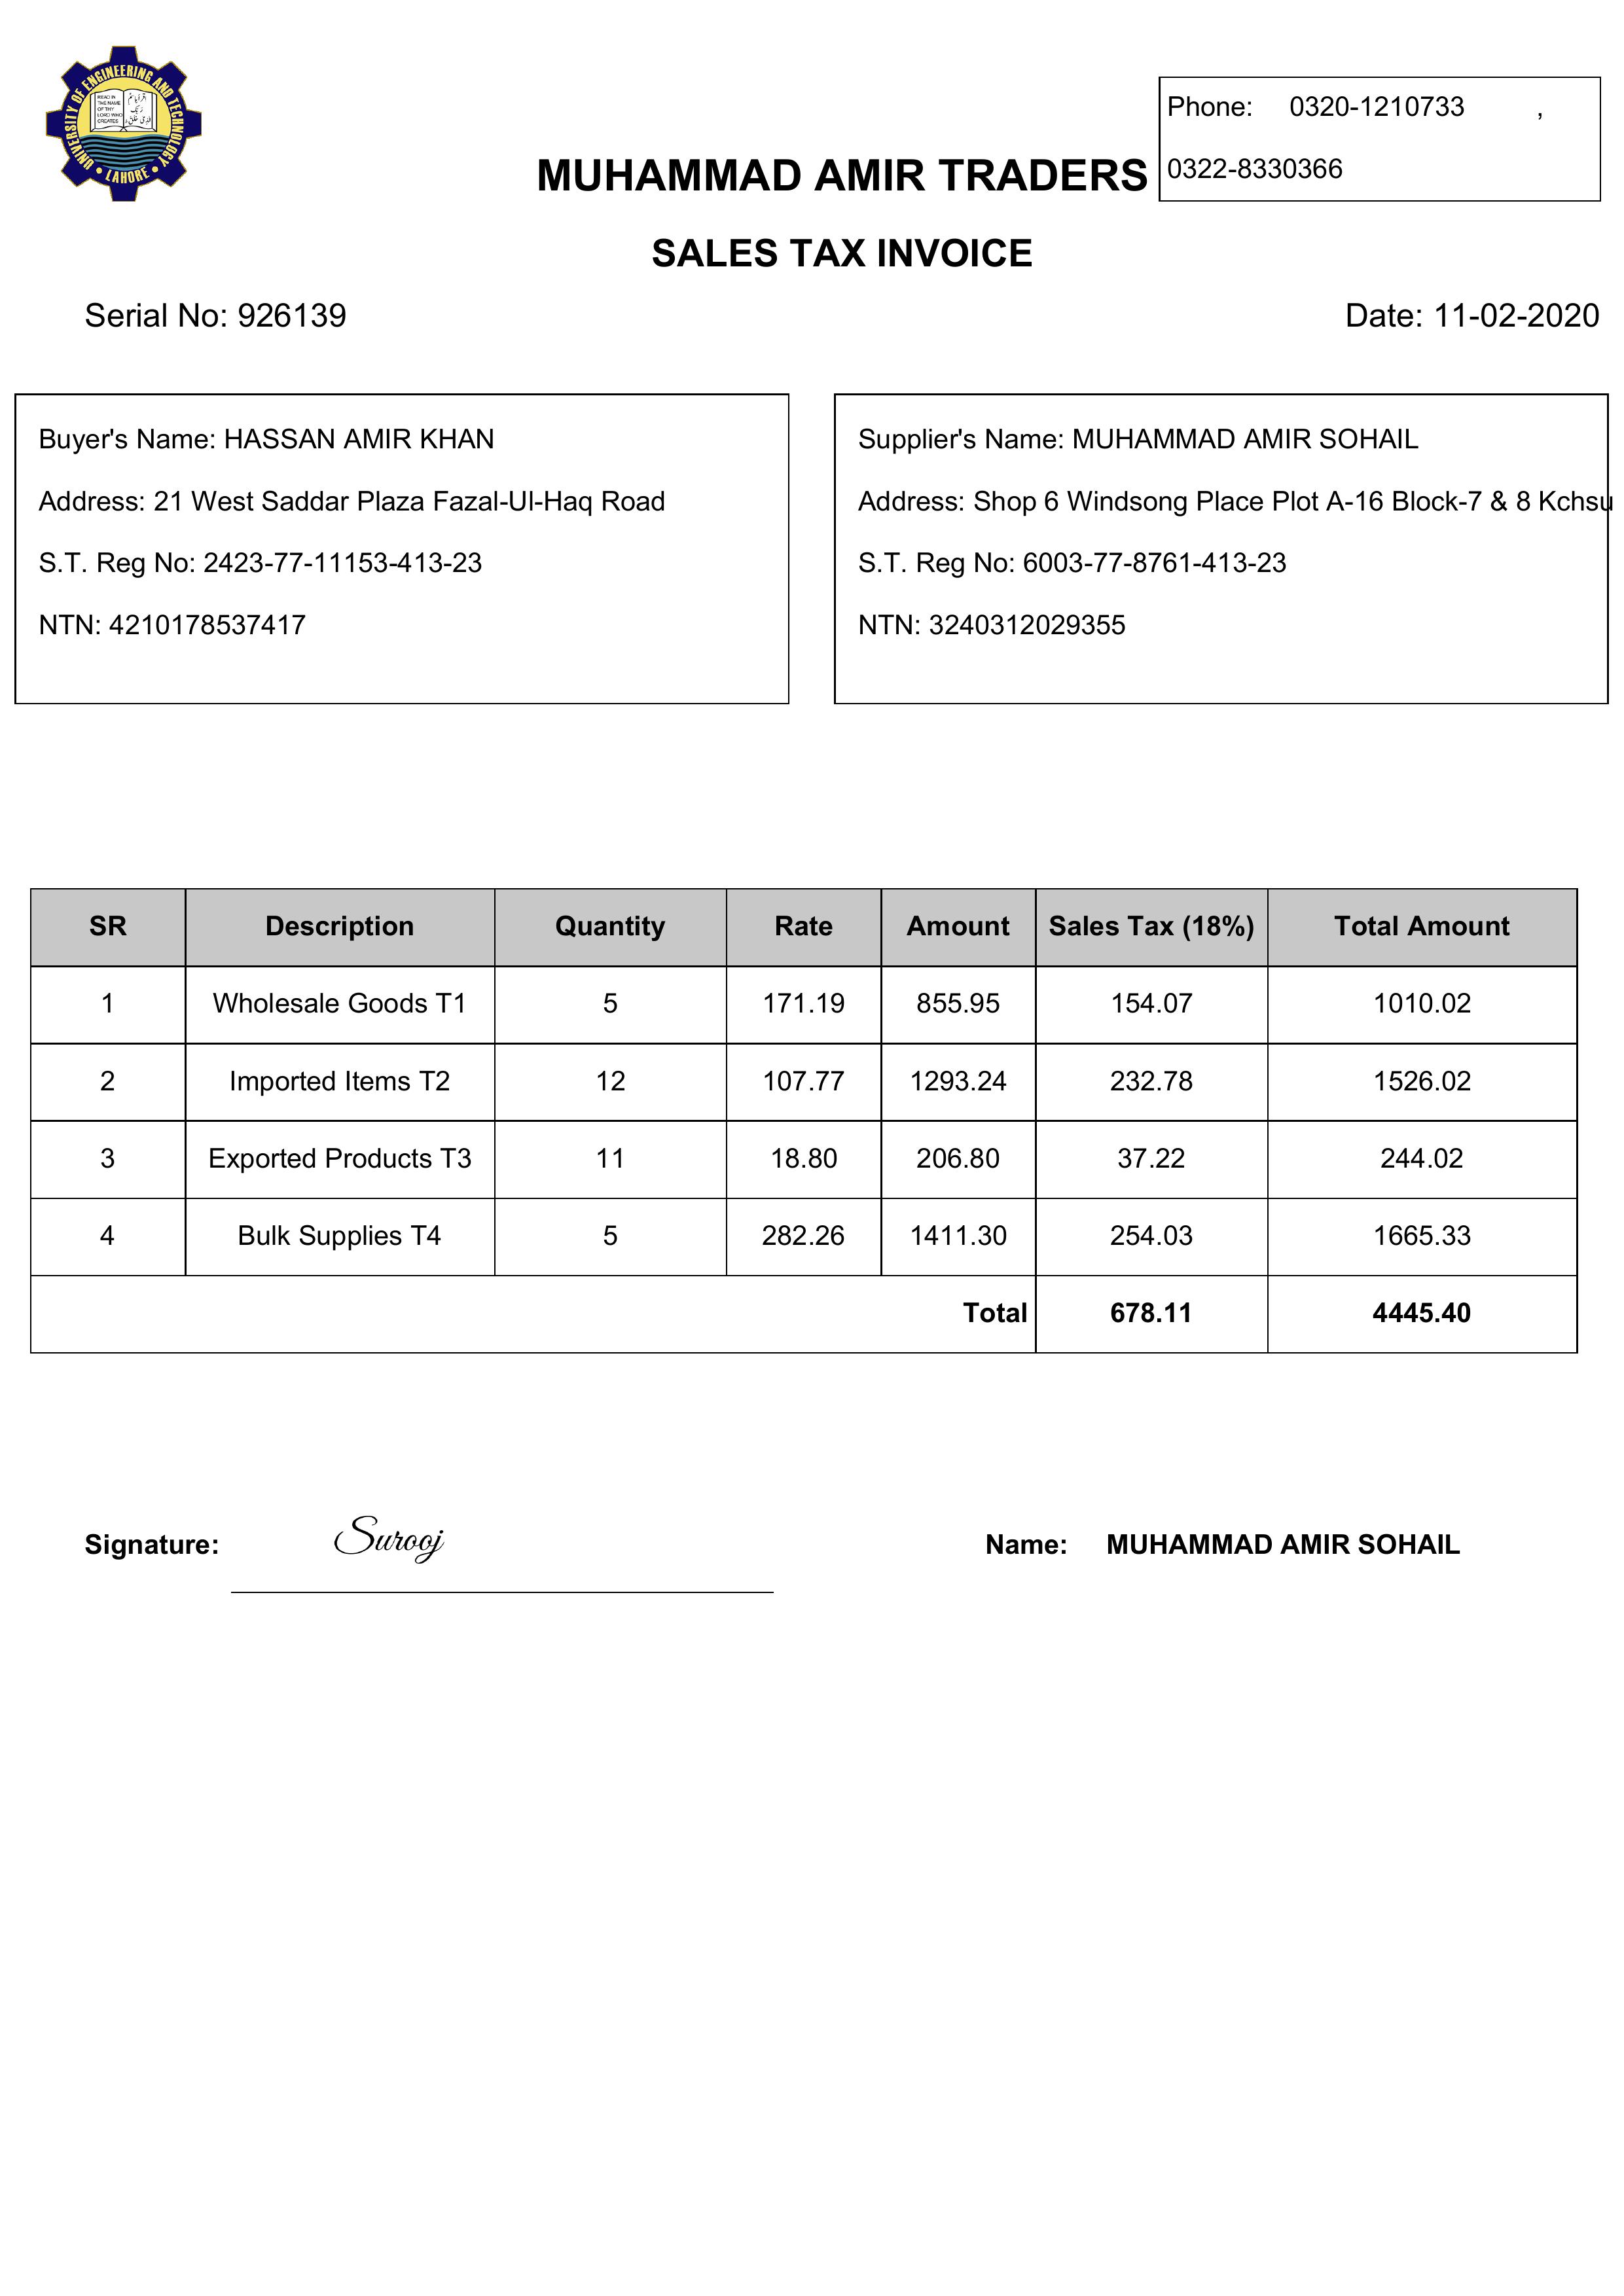 UNIVERSITY OF ENGINEERING AND TECHNOLOGY
• LAHORE •
READ IN
THE NAME
OF THY
LORD WHO
CREATES
Phone: 0320-1210733 ,
0322-8330366
MUHAMMAD AMIR TRADERS
SALES TAX INVOICE
Serial No: 926139 Date: 11-02-2020
Buyer's Name: HASSAN AMIR KHAN
Address: 21 West Saddar Plaza Fazal-Ul-Haq Road
S.T. Reg No: 2423-77-11153-413-23
NTN: 4210178537417
Supplier's Name: MUHAMMAD AMIR SOHAIL
Address: Shop 6 Windsong Place Plot A-16 Block-7 & 8 Kchsu
S.T. Reg No: 6003-77-8761-413-23
NTN: 3240312029355
SR Description Quantity Rate Amount Sales Tax (18%) Total Amount
1 Wholesale Goods T1 5 171.19 855.95 154.07 1010.02
2 Imported Items T2 12 107.77 1293.24 232.78 1526.02
3 Exported Products T3 11 18.80 206.80 37.22 244.02
4 Bulk Supplies T4 5 282.26 1411.30 254.03 1665.33
Total 678.11 4445.40
Signature: Surooj Name: MUHAMMAD AMIR SOHAIL